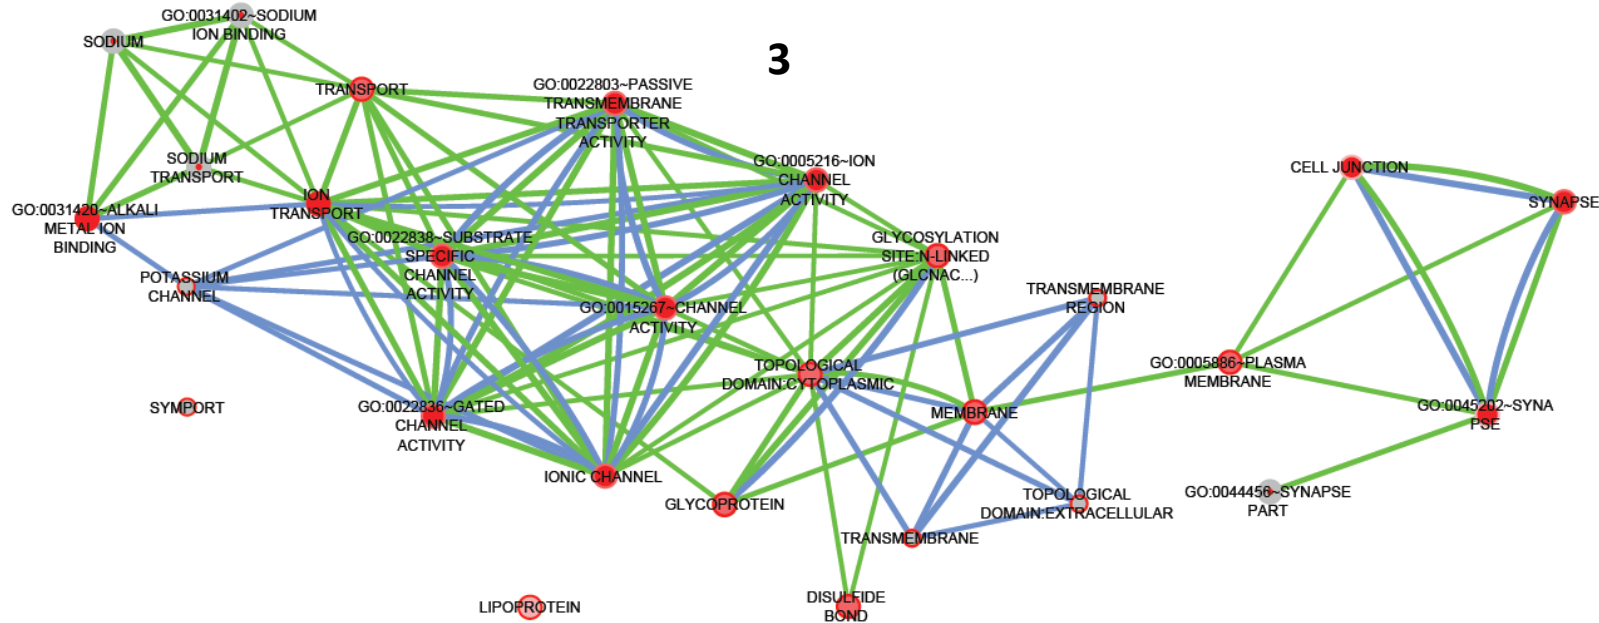 GO:0031402~SODIUM
ION BINDING
SODIUM
3
TRANSPORT
GO:0022803~PASSIVE
TRANSMEMBRANE
TRANSPORTER
ACTIVITY
SODIUM
TRANSPORT
GO:0005216~ION
CHANNEL
ACTIVITY
CELL JUNCTION
SYNAPSE
GO:0031420~ALKALI
METAL ION
BINDING
ION
TRANSPORT
GO:0022838~SUBSTRATE
SPECIFIC
CHANNEL
ACTIVITY
GLYCOSYLATION
SITE:N-LINKED
(GLCNAC...)
POTASSIUM
CHANNEL
TRANSMEMBRANE
REGION
GO:0015267~CHANNEL
ACTIVITY
TOPOLOGICAL
DOMAIN:CYTOPLASMIC
GO:0005886~PLASMA
MEMBRANE
SYMPORT
GO:0022836~GATED
CHANNEL
ACTIVITY
MEMBRANE
GO:0045202~SYNA
PSE
IONIC CHANNEL
GLYCOPROTEIN
TOPOLOGICAL
DOMAIN:EXTRACELLULAR
GO:0044456~SYNAPSE
PART
TRANSMEMBRANE
LIPOPROTEIN
DISULFIDE
BOND